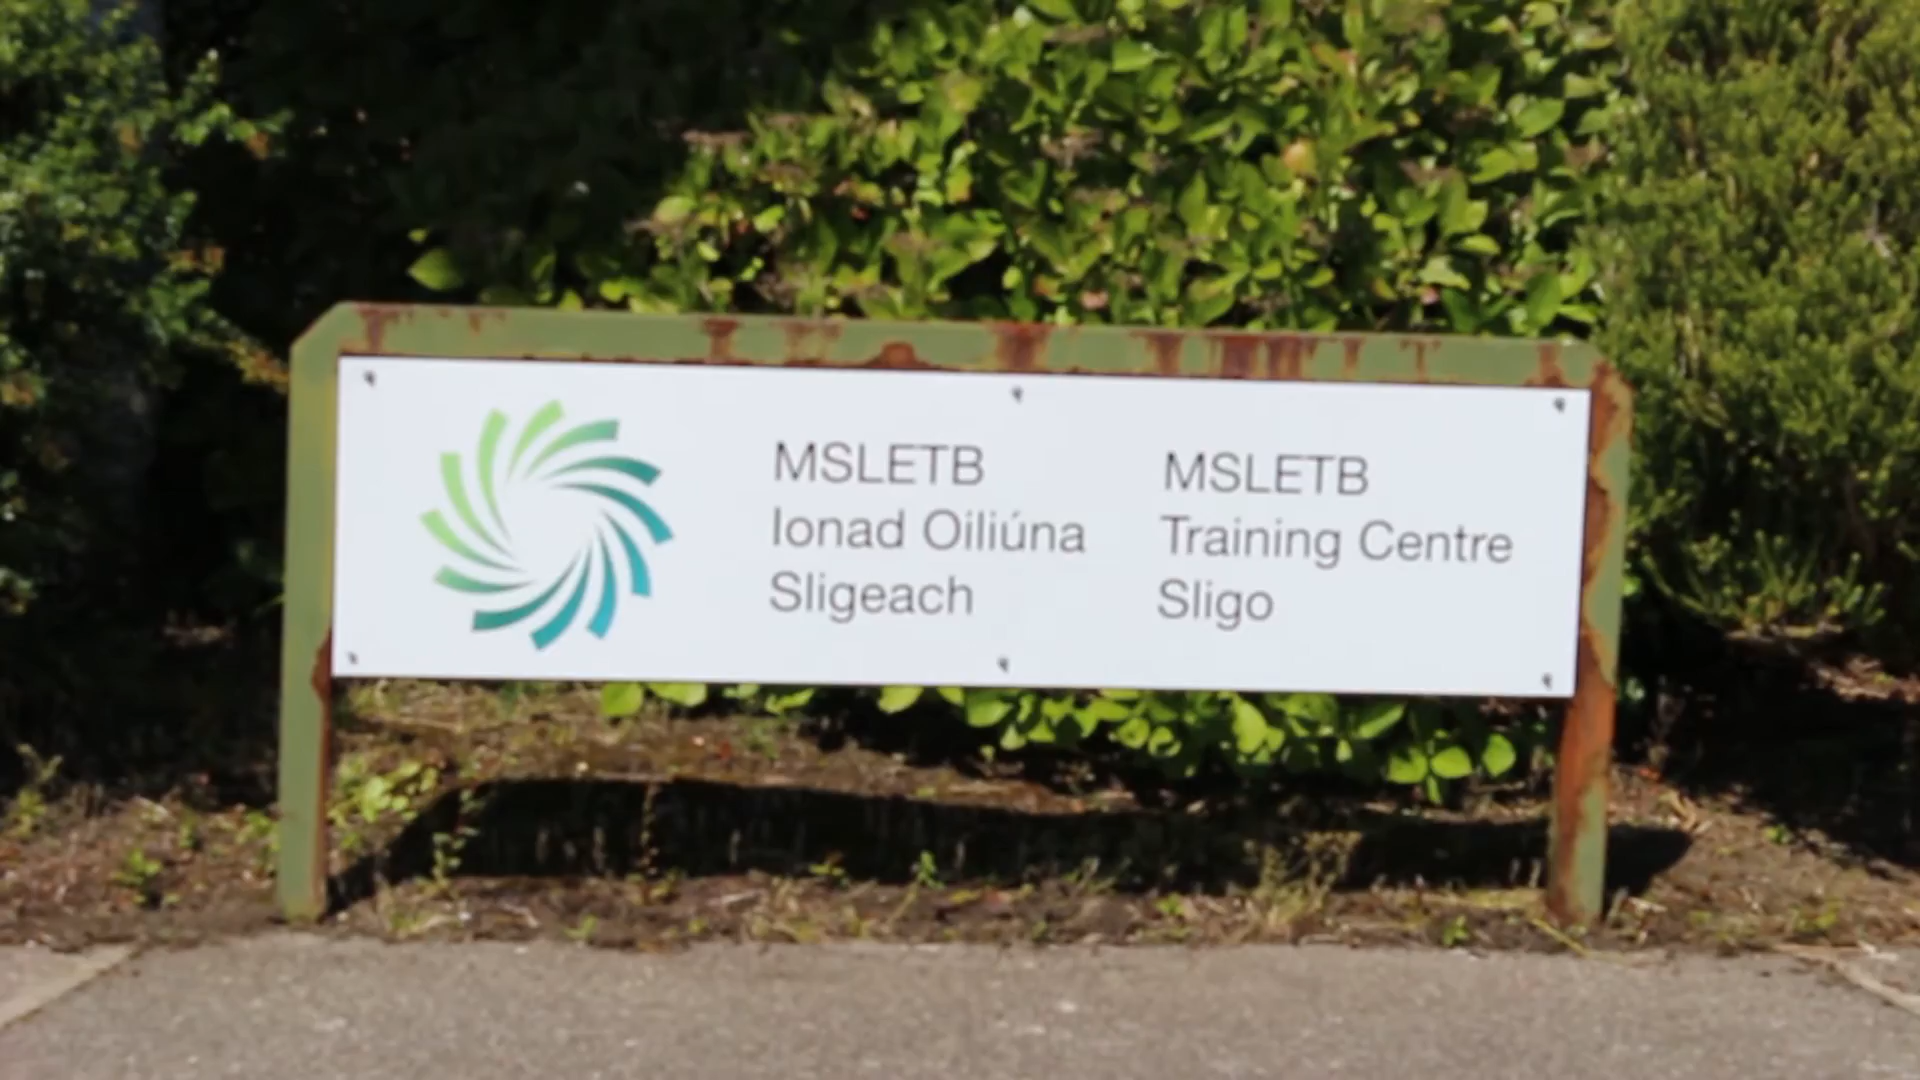 MSLETB
Ionad Oiliúna
Sligeach
MSLETB
Training Centre
Sligo